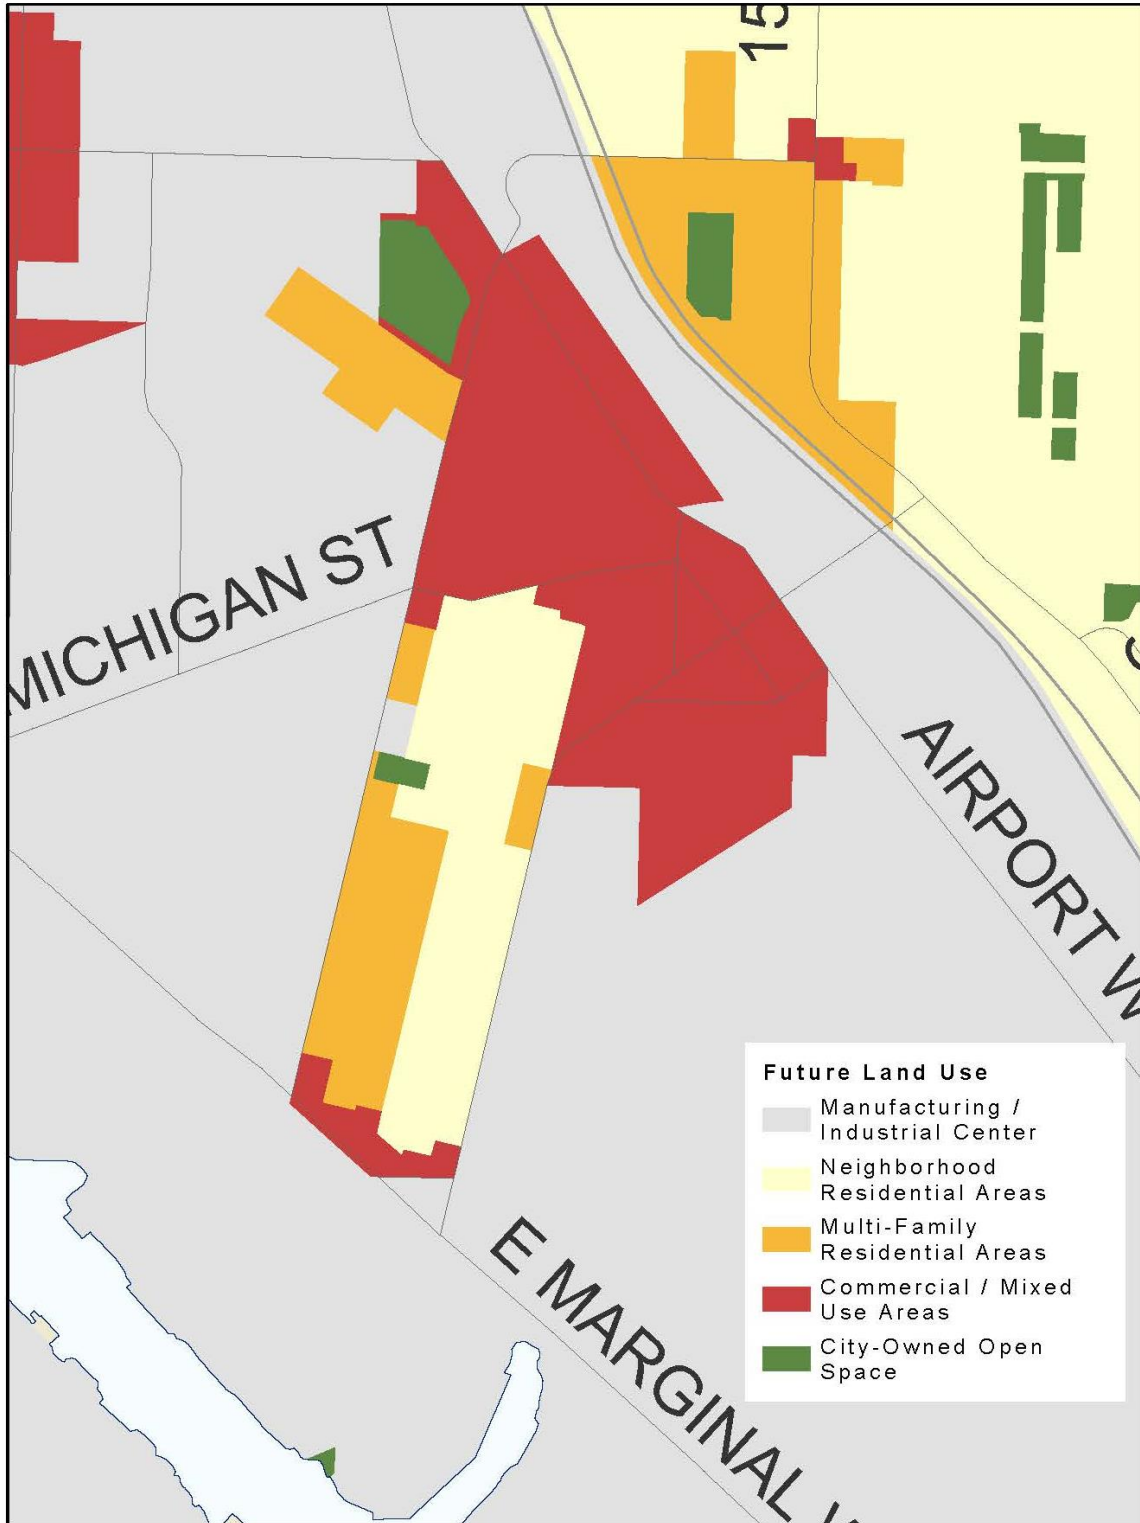 15
MICHIGAN ST
AIRPORT W
E MARGINAL W
Future Land Use
Manufacturing /
Industrial Center
Neighborhood
Residential Areas
Multi-Family
Residential Areas
Commercial / Mixed
Use Areas
City-Owned Open
Space